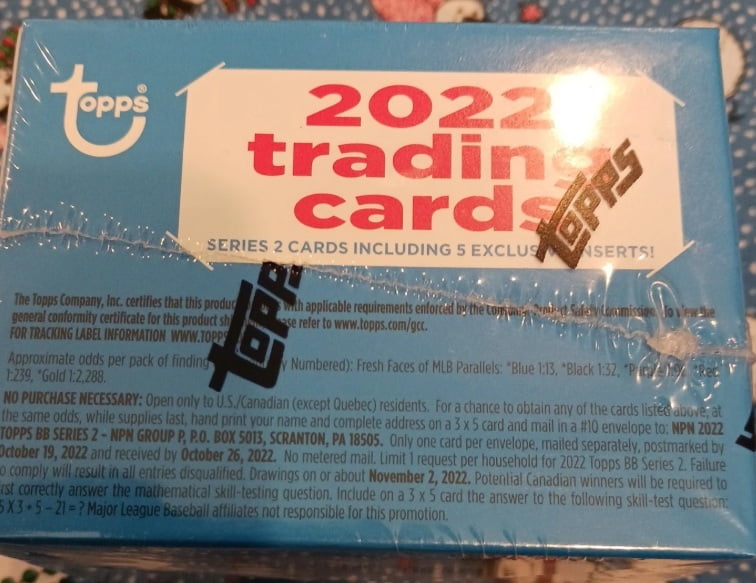 topps®
2022
trading
cards
SERIES 2 CARDS INCLUDING 5 INSERTS!
TOPPS
TOPPS
The Topps Company, Inc. certifies that this with applicable requirements enforced by the Safety Commission. To view the
general conformity certificate for this product refer to www.topps.com/gcc.
FOR TRACKING LABEL INFORMATION
Approximate odds per pack of finding Numbered): Fresh Faces of MLB Parallels: *Blue 1:13, *Black 1:32, *Red
1:239, *Gold 1:2,288.
NO PURCHASE NECESSARY: Open only to U.S./Canadian (except Quebec) residents. For a chance to obtain any of the cards listed above, at
the same odds, while supplies last, hand print your name and complete address on a 3 x 5 card and mail in a #10 envelope to: NPN 2022
TOPPS BB SERIES 2 – NPN GROUP P, P.O. BOX 5013, SCRANTON, PA 18505. Only one card per envelope, mailed separately, postmarked by
October 19, 2022 and received by October 26, 2022. No metered mail. Limit 1 request per household for 2022 Topps BB Series 2. Failure
to comply will result in all entries disqualified. Drawings on or about November 2, 2022. Potential Canadian winners will be required to
correctly answer the mathematical skill-testing question. Include on a 3 x 5 card the answer to the following skill-test question:
5 X 3 + 5 – 21 = ? Major League Baseball affiliates not responsible for this promotion.